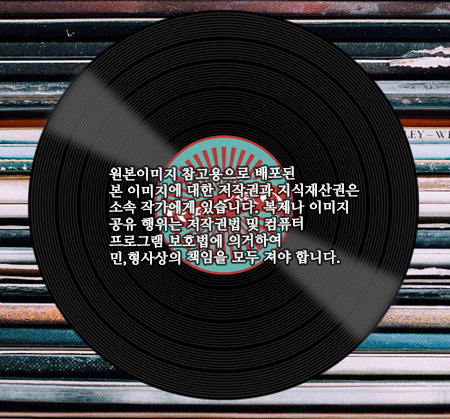 원본이미지 참고용으로 배포된
본 이미지에 대한 저작권과 지식재산권은
소속 작가에게 있습니다. 복제나 이미지
공유 행위는 저작권법 및 컴퓨터
프로그램 보호법에 의거하여
민,형사상의 책임을 모두 져야 합니다.